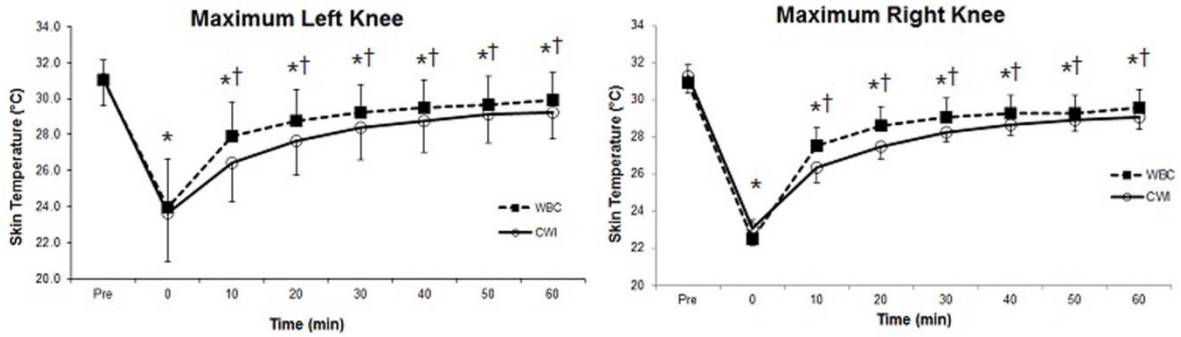 Maximum Left Knee
34.0
32.0
30.0
28.0
26.0
24.0
22.0
20.0
Skin Temperature (°C)
* *† *† *† *† *† *†
WBC
CWI
Pre 0 10 20 30 40 50 60
Time (min)
Maximum Right Knee
34
32
30
28
26
24
22
20
Skin Temperature (°C)
* *† *† *† *† *† *†
WBC
CWI
Pre 0 10 20 30 40 50 60
Time (min)